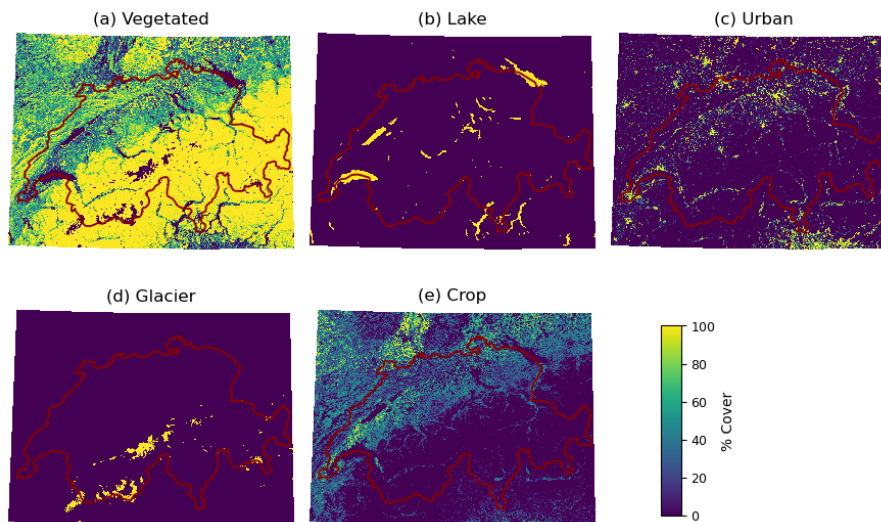 (a) Vegetated
(b) Lake
(c) Urban
(d) Glacier
(e) Crop
100
80
60
40
20
0
% Cover